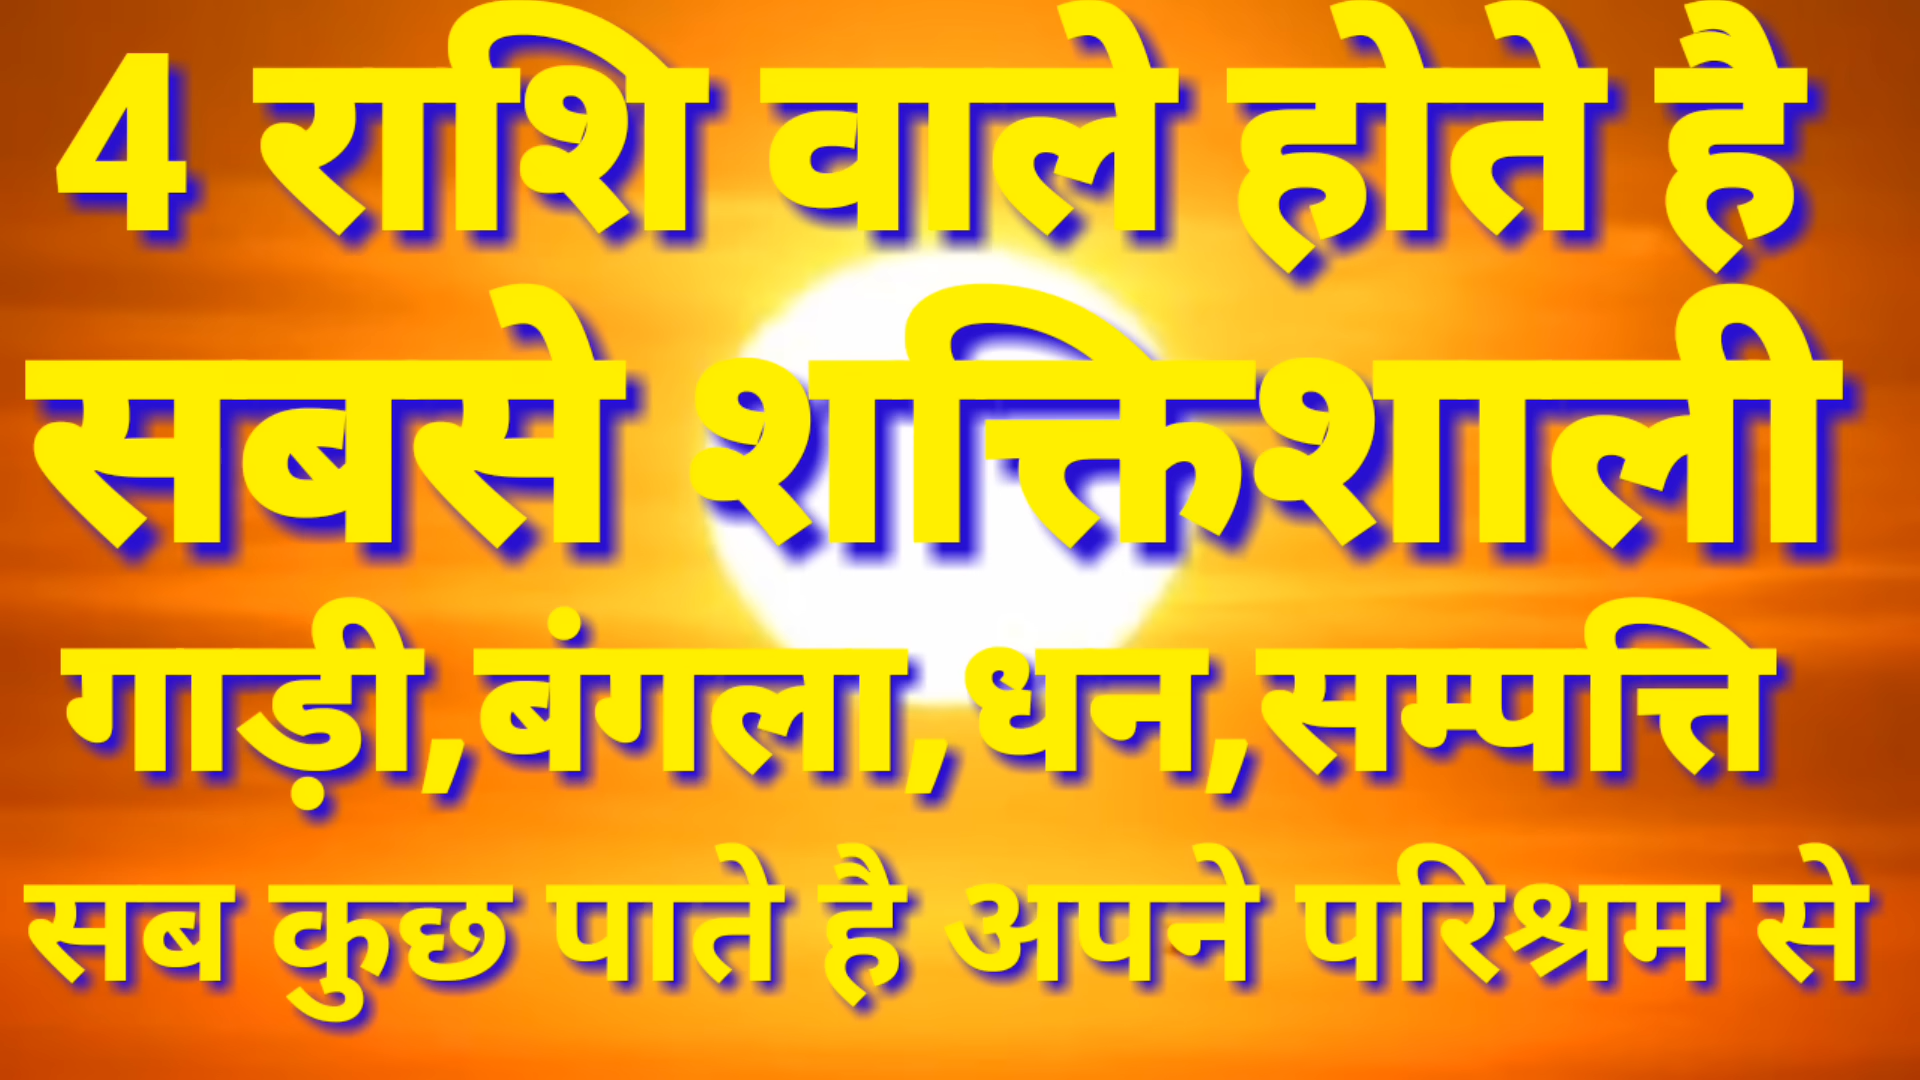 4 राशि वाले होते है
सबसे शक्तिशाली
गाड़ी,बंगला,धन,सम्पत्ति
सब कुछ पाते है अपने परिश्रम से